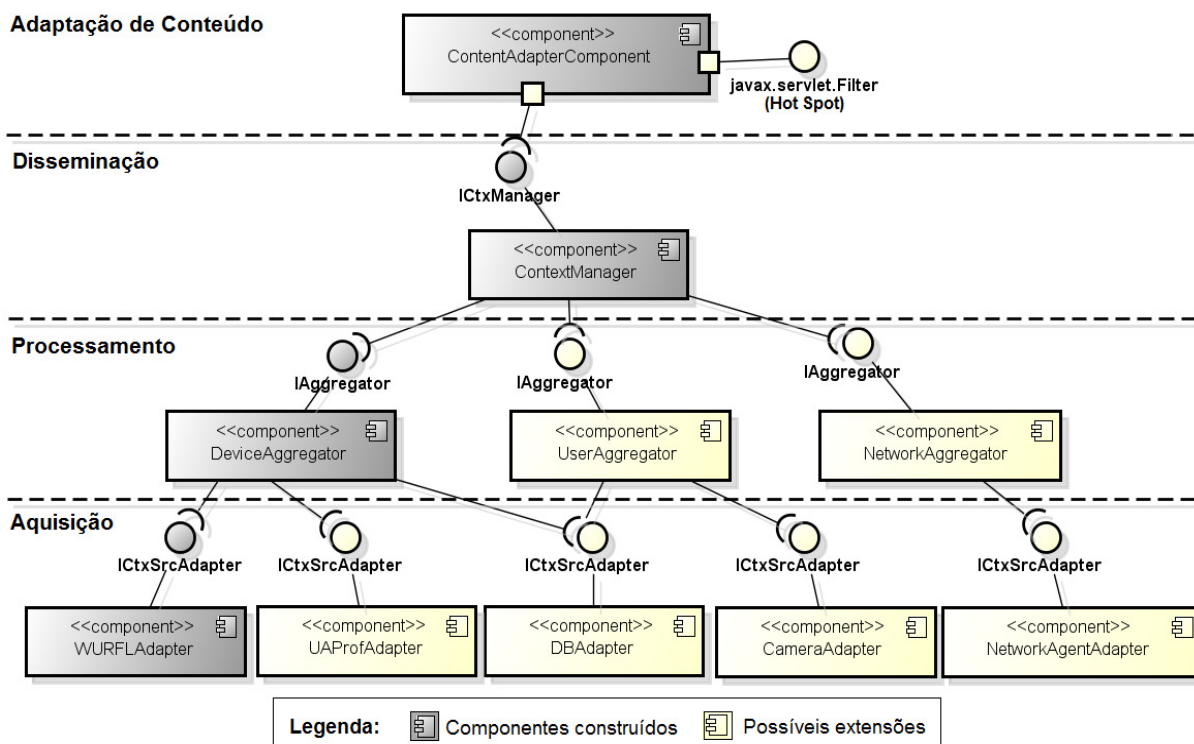 Adaptação de Conteúdo
<<component>>
ContentAdapterComponent
javax.servlet.Filter
(Hot Spot)
Disseminação
ICtxManager
<<component>>
ContextManager
Processamento
IAggregator
IAggregator
IAggregator
<<component>>
DeviceAggregator
<<component>>
UserAggregator
<<component>>
NetworkAggregator
Aquisição
ICtxSrcAdapter
ICtxSrcAdapter
ICtxSrcAdapter
ICtxSrcAdapter
ICtxSrcAdapter
<<component>>
WURFLAdapter
<<component>>
UAProfAdapter
<<component>>
DBAdapter
<<component>>
CameraAdapter
<<component>>
NetworkAgentAdapter
Legenda: Componentes construídos Possíveis extensões